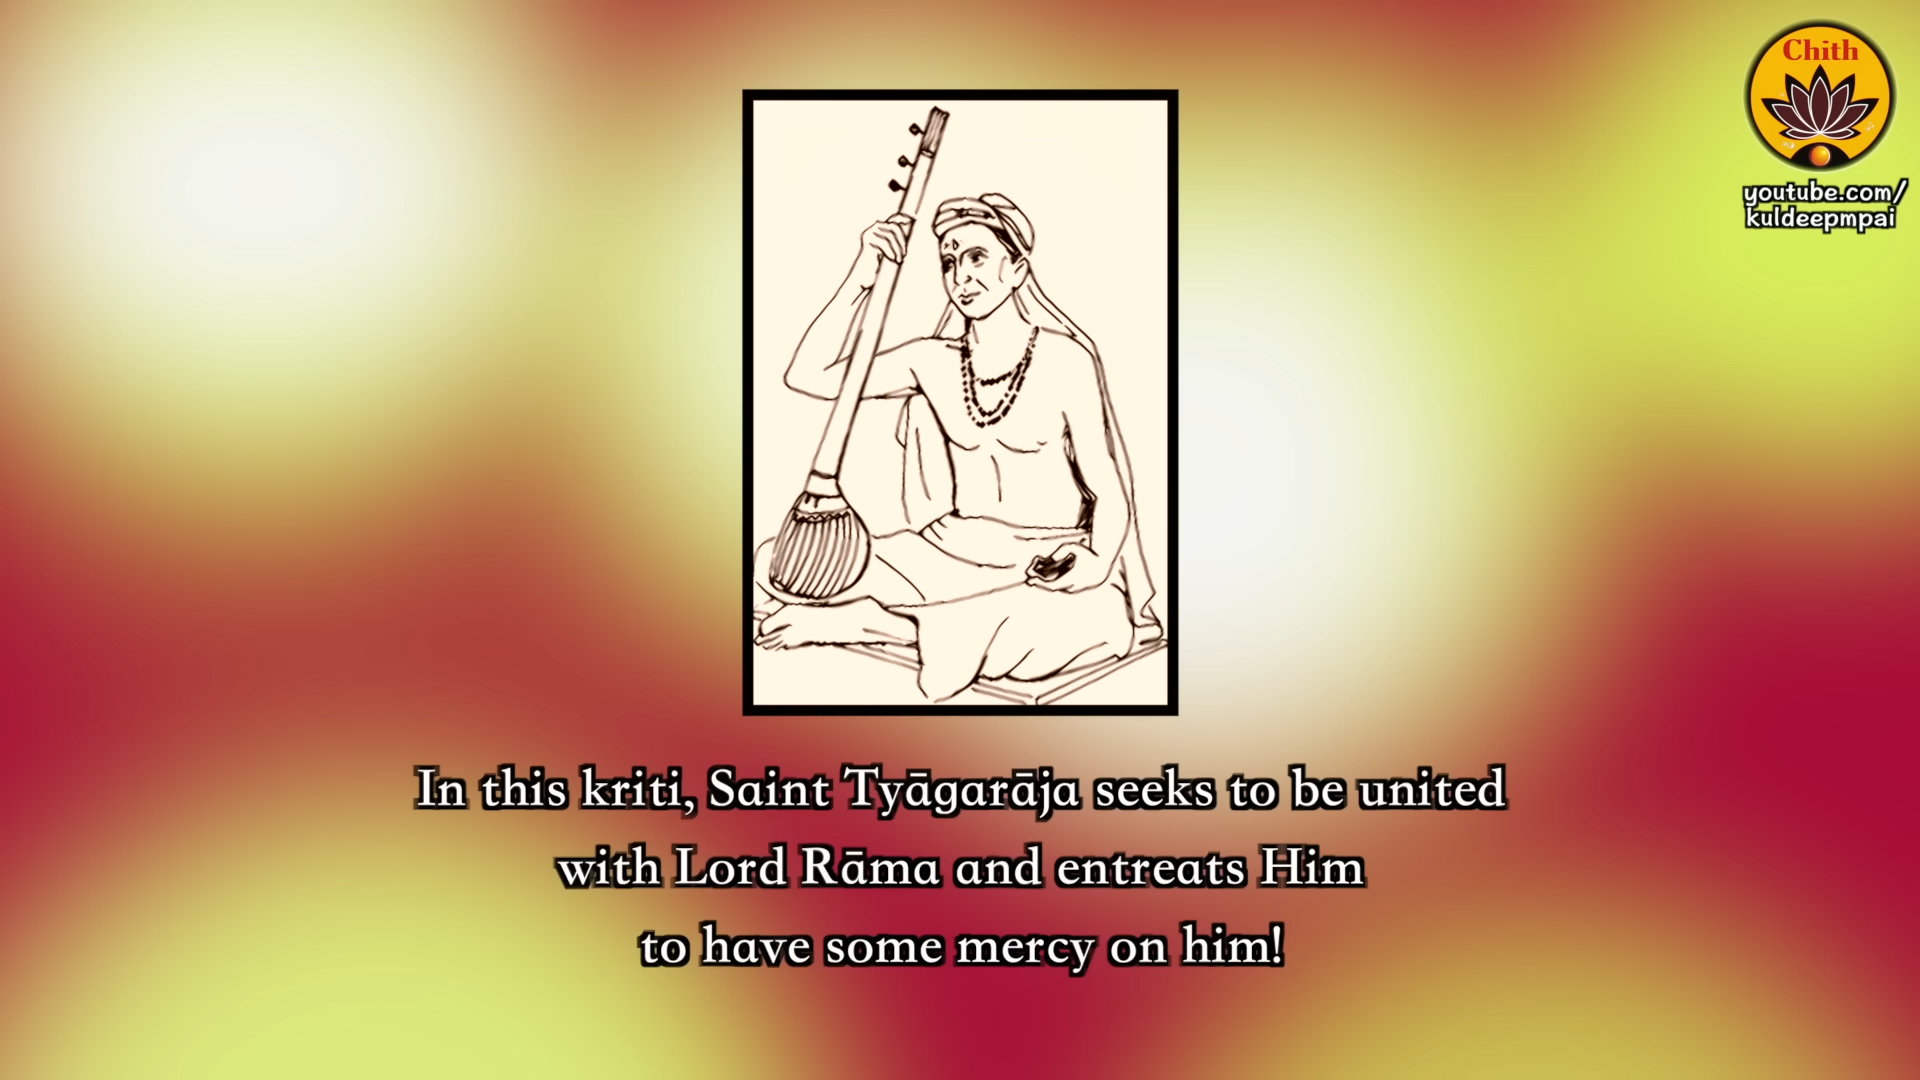 Chith
youtube.com/
kuldeepmpai
In this kriti, Saint Tyāgarāja seeks to be united
with Lord Rāma and entreats Him
to have some mercy on him!